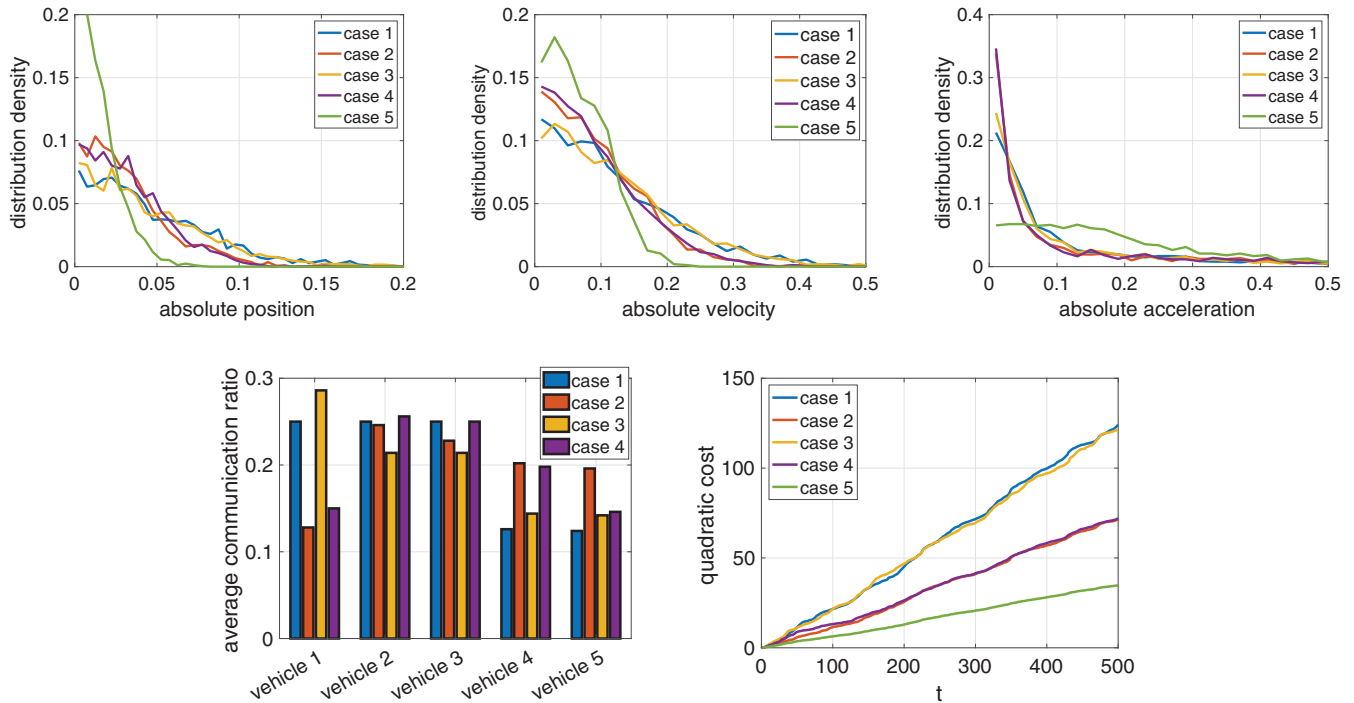 0.2
0.15
0.1
0.05
0
0
0.05
0.1
0.15
0.2
distribution density
absolute position
case 1
case 2
case 3
case 4
case 5
0.2
0.15
0.1
0.05
0
0
0.1
0.2
0.3
0.4
0.5
distribution density
absolute velocity
case 1
case 2
case 3
case 4
case 5
0.4
0.3
0.2
0.1
0
0
0.1
0.2
0.3
0.4
0.5
distribution density
absolute acceleration
case 1
case 2
case 3
case 4
case 5
0.3
0.2
0.1
0
average communication ratio
vehicle 1
vehicle 2
vehicle 3
vehicle 4
vehicle 5
case 1
case 2
case 3
case 4
150
100
50
0
0
100
200
300
400
500
quadratic cost
t
case 1
case 2
case 3
case 4
case 5